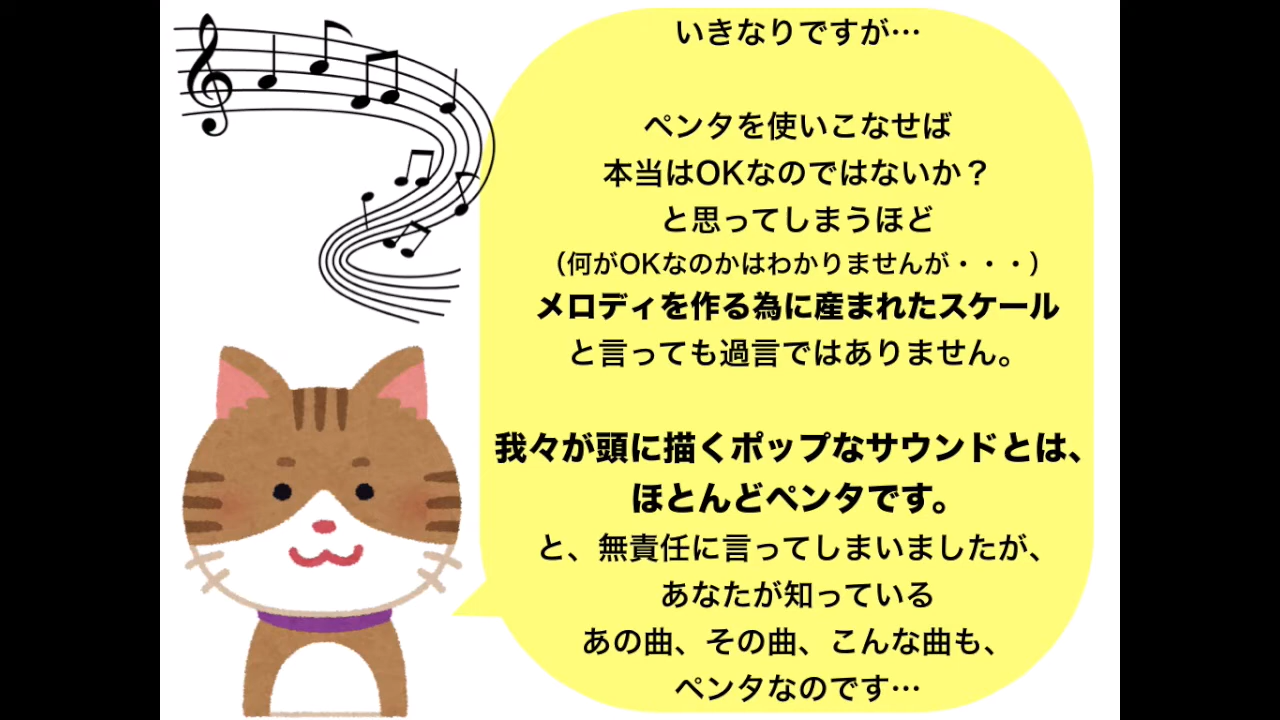 いきなりですが…
ペンタを使いこなせば
本当はOKなのではないか？
と思ってしまうほど
（何がOKなのかはわかりませんが・・・）
メロディを作る為に産まれたスケール
と言っても過言ではありません。
我々が頭に描くポップなサウンドとは、
ほとんどペンタです。
と、無責任に言ってしまいましたが、
あなたが知っている
あの曲、その曲、こんな曲も、
ペンタなのです…